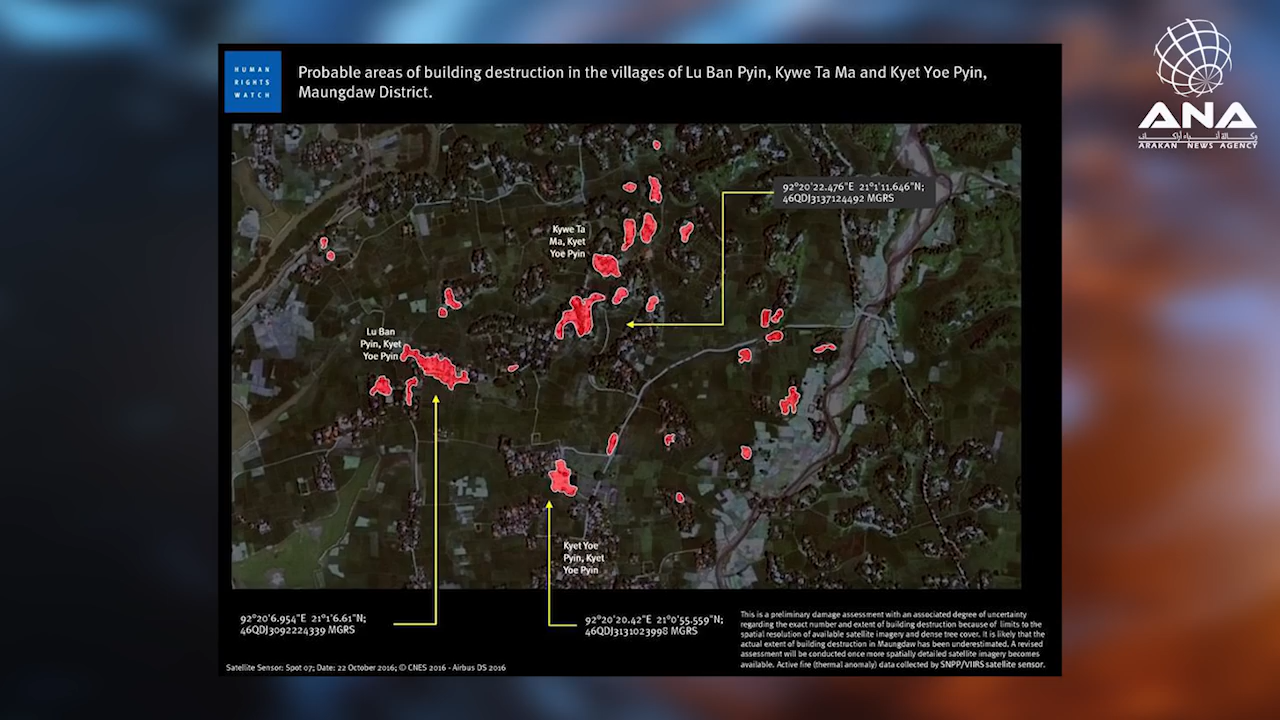 HUMAN
RIGHTS
WATCH
Probable areas of building destruction in the villages of Lu Ban Pyin, Kywe Ta Ma and Kyet Yoe Pyin,
Maungdaw District.
ANA
وكـــالة أنـبـــاء أراكـــان
ARAKAN NEWS AGENCY
92°20'22.476"E 21°1'11.646"N;
46QDJ3137124492 MGRS
Kywe Ta
Ma, Kyet
Yoe Pyin
Lu Ban
Pyin, Kyet
Yoe Pyin
Kyet Yoe
Pyin, Kyet
Yoe Pyin
92°20'6.954"E 21°1'6.61"N;
46QDJ3092224339 MGRS
92°20'20.42"E 21°0'55.559"N;
46QDJ3131023998 MGRS
This is a preliminary damage assessment with an associated degree of uncertainty
regarding the exact number and extent of building destruction because of limits to the
spatial resolution of available satellite imagery and dense tree cover. It is likely that the
actual extent of building destruction in Maungdaw has been underestimated. A revised
assessment will be conducted once more spatially detailed satellite imagery becomes
available. Active fire (thermal anomaly) data collected by SNPP/VIIRS satellite sensor.
Satellite Sensor: Spot 07; Date: 22 October 2016; © CNES 2016 - Airbus DS 2016